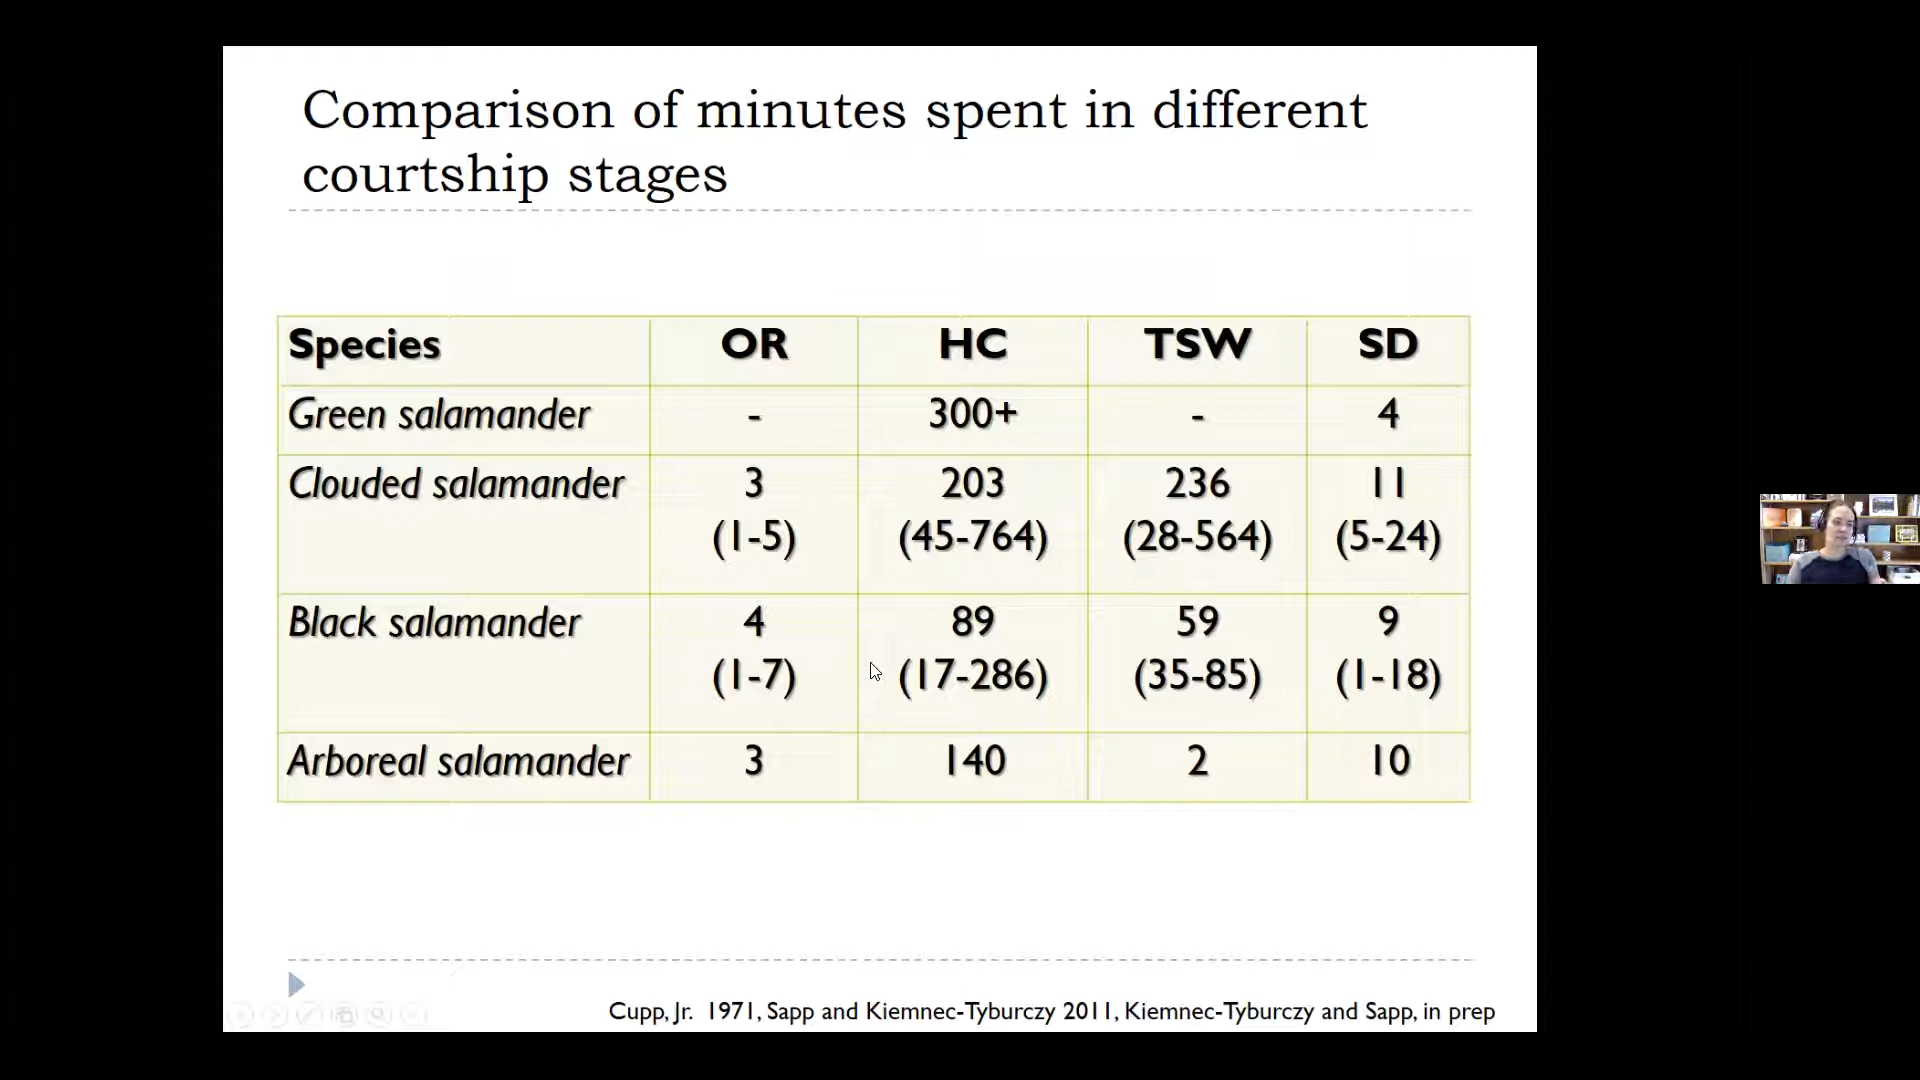 Comparison of minutes spent in different
courtship stages
Species OR HC TSW SD
Green salamander - 300+ - 4
Clouded salamander 3 203 236 11
(1-5) (45-764) (28-564) (5-24)
Black salamander 4 89 59 9
(1-7) (17-286) (35-85) (1-18)
Arboreal salamander 3 140 2 10
Cupp, Jr. 1971, Sapp and Kiemnec-Tyburczy 2011, Kiemnec-Tyburczy and Sapp, in prep